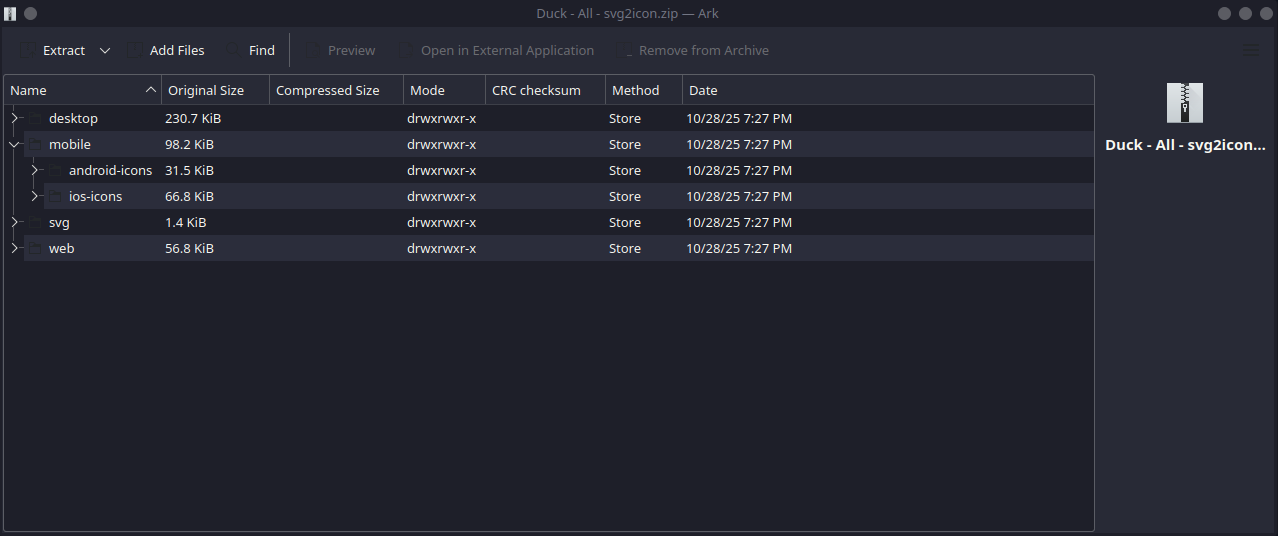 Duck - All - svg2icon.zip — Ark
Extract Add Files Find Preview Open in External Application Remove from Archive
Name Original Size Compressed Size Mode CRC checksum Method Date
desktop 230.7 KiB drwxrwxr-x Store 10/28/25 7:27 PM
mobile 98.2 KiB drwxrwxr-x Store 10/28/25 7:27 PM
android-icons 31.5 KiB drwxrwxr-x Store 10/28/25 7:27 PM
ios-icons 66.8 KiB drwxrwxr-x Store 10/28/25 7:27 PM
svg 1.4 KiB drwxrwxr-x Store 10/28/25 7:27 PM
web 56.8 KiB drwxrwxr-x Store 10/28/25 7:27 PM
Duck - All - svg2icon...